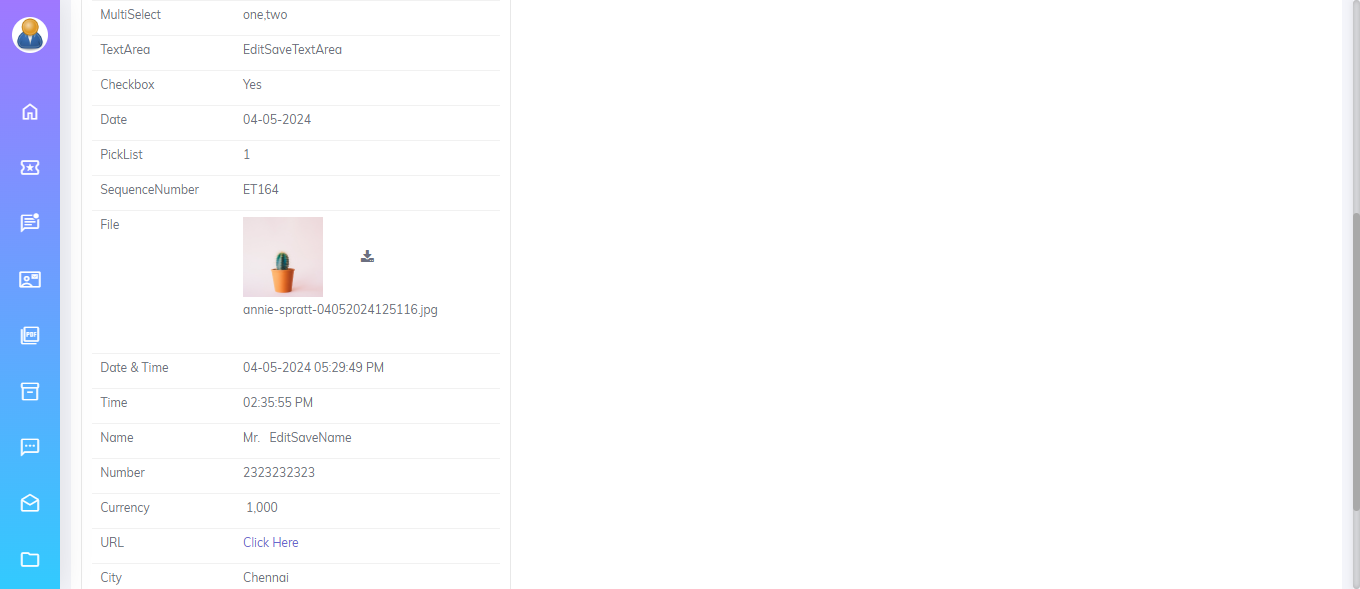 MultiSelect one,two
TextArea EditSaveTextArea
Checkbox Yes
Date 04-05-2024
PickList 1
SequenceNumber ET164
File
annie-spratt-04052024125116.jpg
Date & Time 04-05-2024 05:29:49 PM
Time 02:35:55 PM
Name Mr. EditSaveName
Number 2323232323
Currency 1,000
URL Click Here
City Chennai
PDF